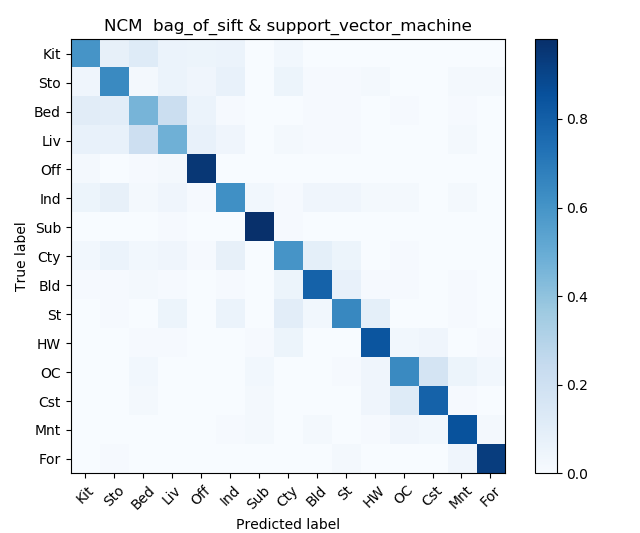 NCM  bag_of_sift & support_vector_machine
True label
Kit
Sto
Bed
Liv
Off
Ind
Sub
Cty
Bld
St
HW
OC
Cst
Mnt
For
Kit Sto Bed Liv Off Ind Sub Cty Bld St HW OC Cst Mnt For
Predicted label
0.8
0.6
0.4
0.2
0.0